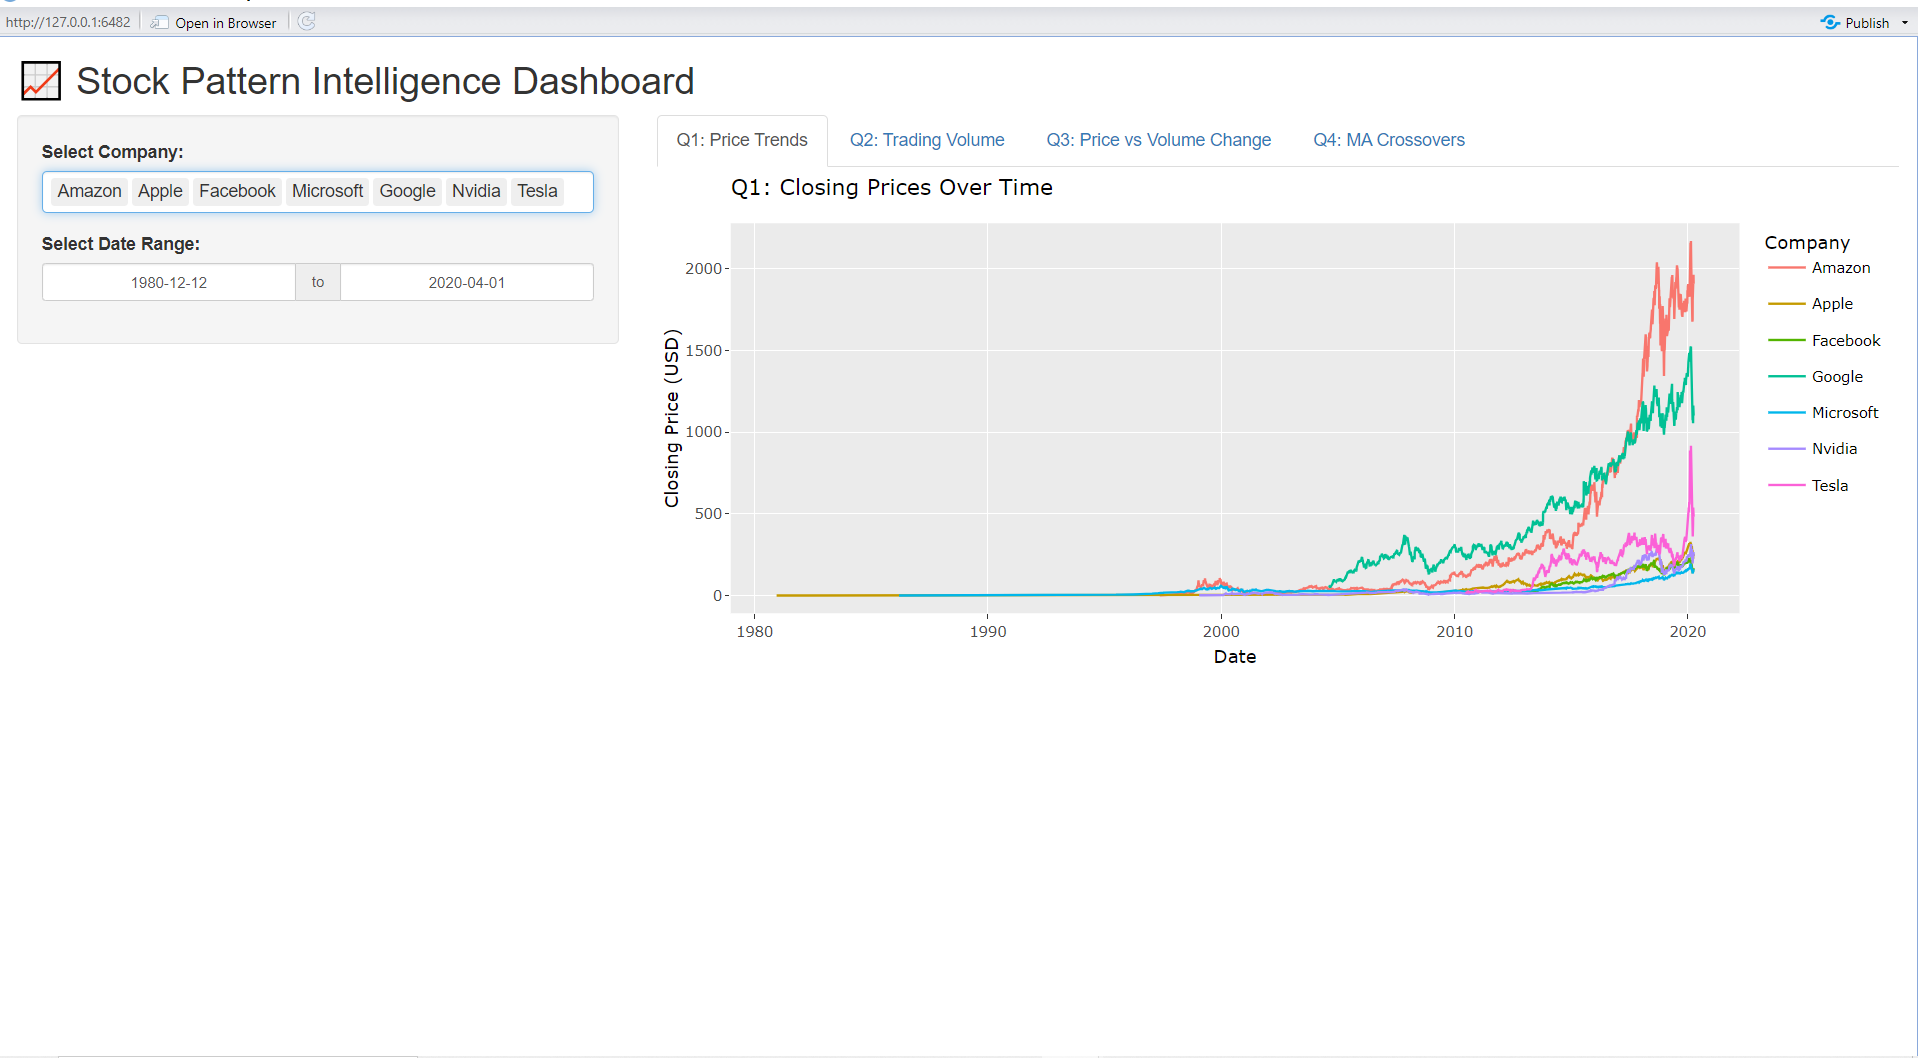 http://127.0.0.1:6482 Open in Browser Publish
Stock Pattern Intelligence Dashboard
Select Company:
Amazon Apple Facebook Microsoft Google Nvidia Tesla
Select Date Range:
1980-12-12 to 2020-04-01
Q1: Price Trends Q2: Trading Volume Q3: Price vs Volume Change Q4: MA Crossovers
Q1: Closing Prices Over Time
Closing Price (USD)
2000
1500
1000
500
0
1980 1990 2000 2010 2020
Date
Company
Amazon
Apple
Facebook
Google
Microsoft
Nvidia
Tesla